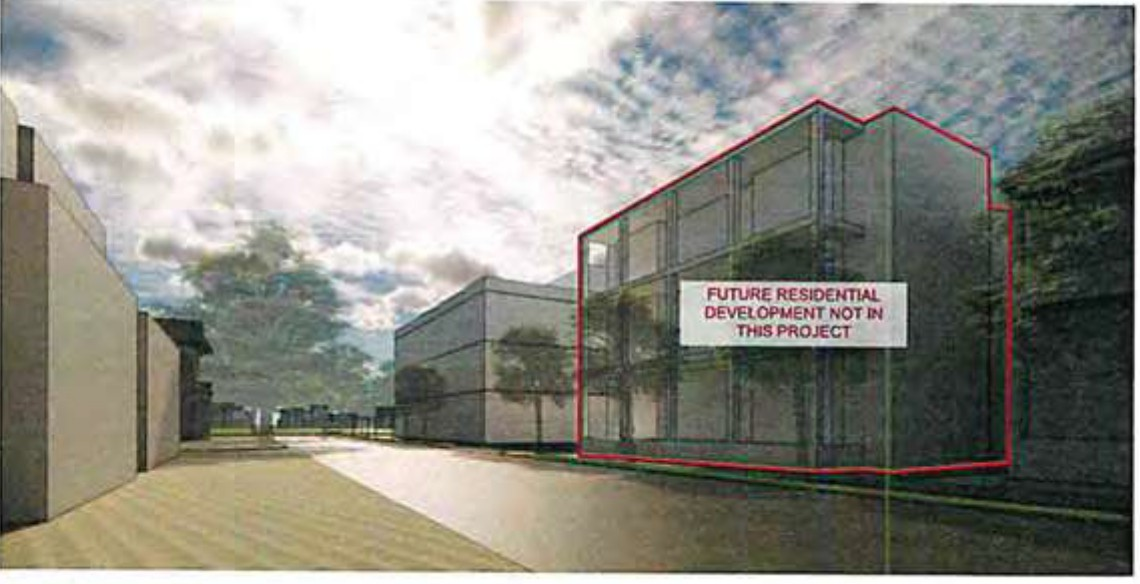 FUTURE RESIDENTIAL
DEVELOPMENT NOT IN
THIS PROJECT